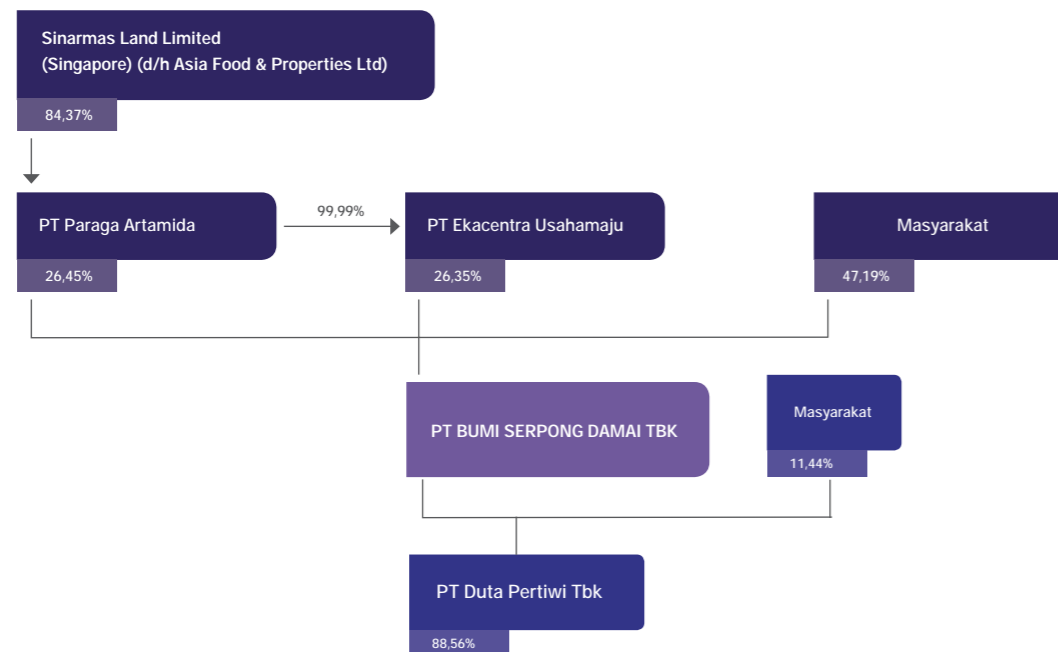 Sinarmas Land Limited
(Singapore) (d/h Asia Food & Properties Ltd)
84,37%
PT Paraga Artamida
99,99%
PT Ekacentra Usahamaju
Masyarakat
26,45%
26,35%
47,19%
PT BUMI SERPONG DAMAI TBK
Masyarakat
11,44%
PT Duta Pertiwi Tbk
88,56%